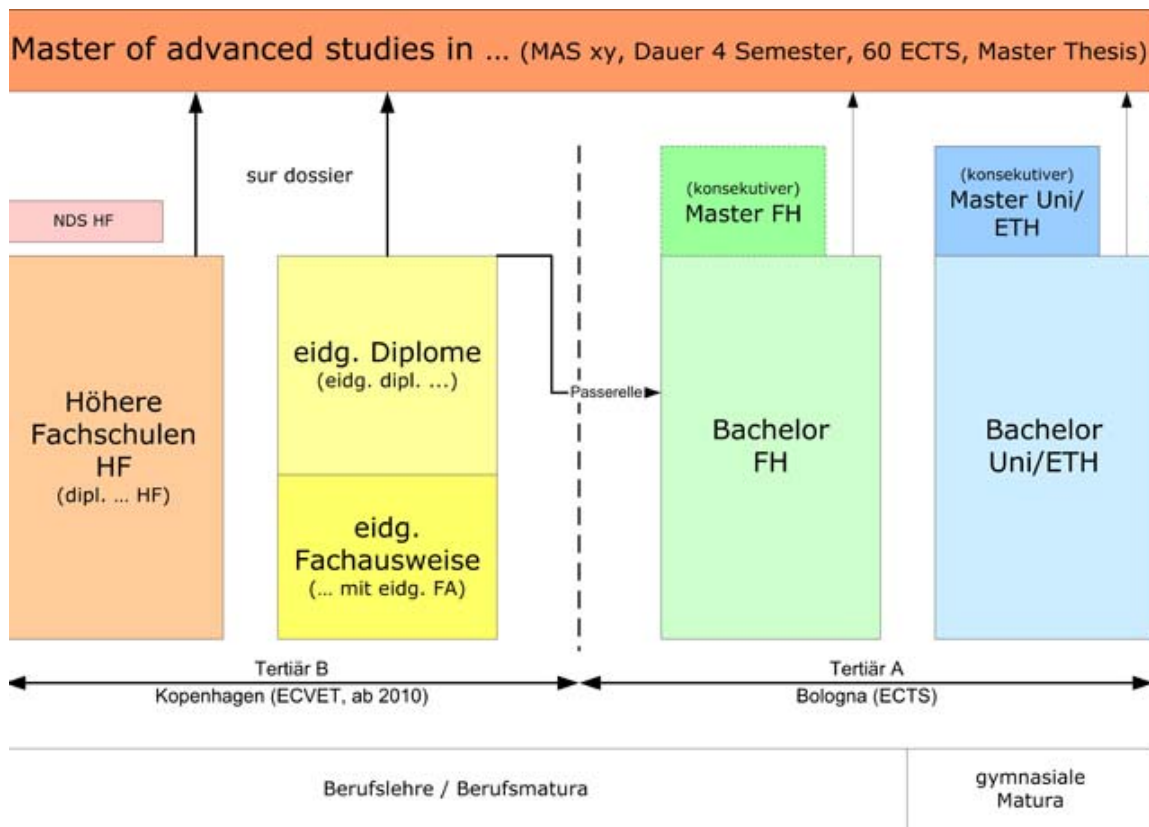 Master of advanced studies in ... (MAS xy, Dauer 4 Semester, 60 ECTS, Master Thesis)
sur dossier
NDS HF
(konsekutiver)
Master FH
(konsekutiver)
Master Uni/
ETH
Höhere
Fachschulen
HF
(dipl. ... HF)
eidg. Diplome
(eidg. dipl. ...)
eidg.
Fachausweise
(... mit eidg. FA)
Passerelle
Bachelor
FH
Bachelor
Uni/ETH
Tertiär B
Kopenhagen (ECVET, ab 2010)
Tertiär A
Bologna (ECTS)
Berufslehre / Berufsmatura
gymnasiale
Matura